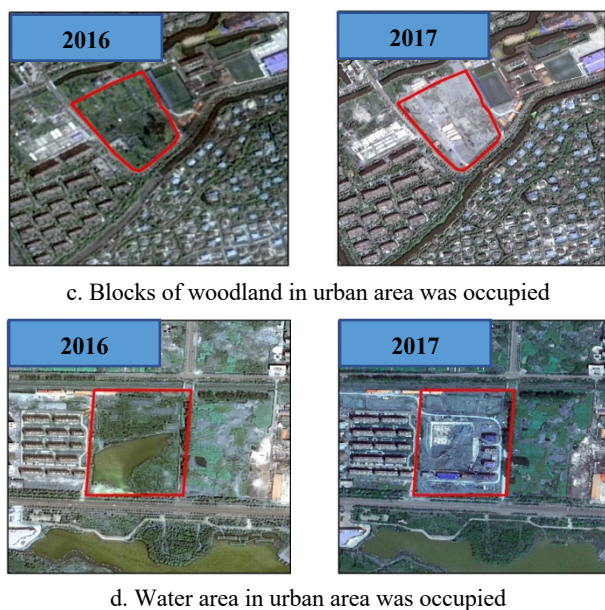 2016
2017
c. Blocks of woodland in urban area was occupied
2016
2017
d. Water area in urban area was occupied